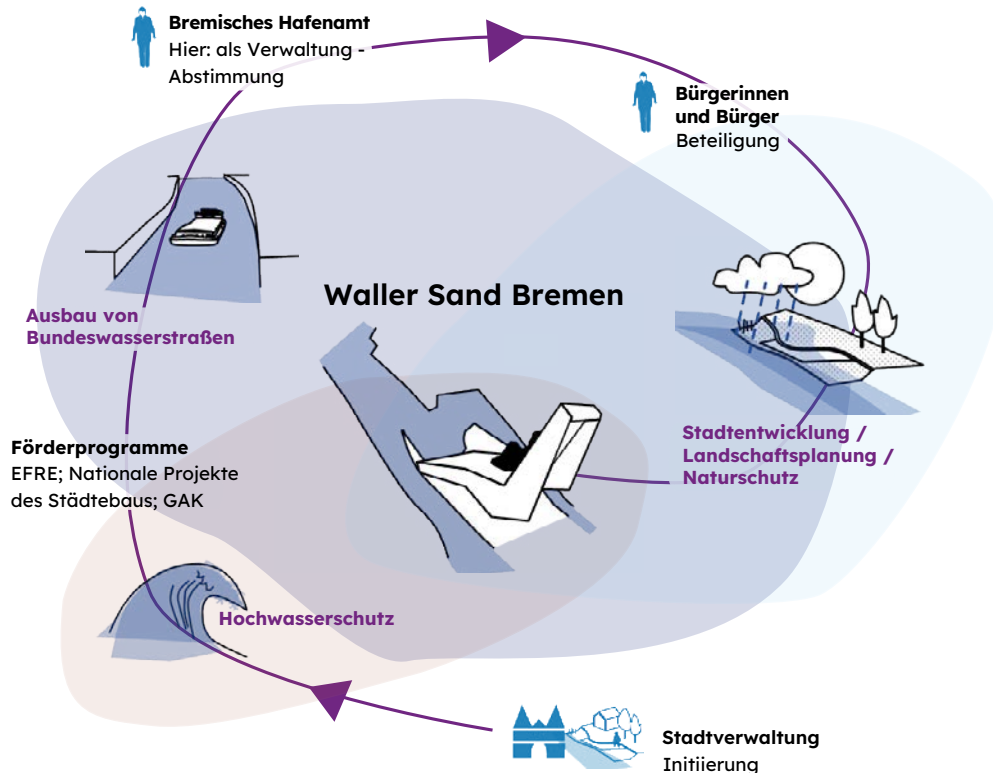 Bremisches Hafenamt
Hier: als Verwaltung -
Abstimmung
Bürgerinnen
und Bürger
Beteiligung
Waller Sand Bremen
Ausbau von
Bundeswasserstraßen
Stadtentwicklung /
Landschaftsplanung /
Naturschutz
Förderprogramme
EFRE; Nationale Projekte
des Städtebaus; GAK
Hochwasserschutz
Stadtverwaltung
Initiierung